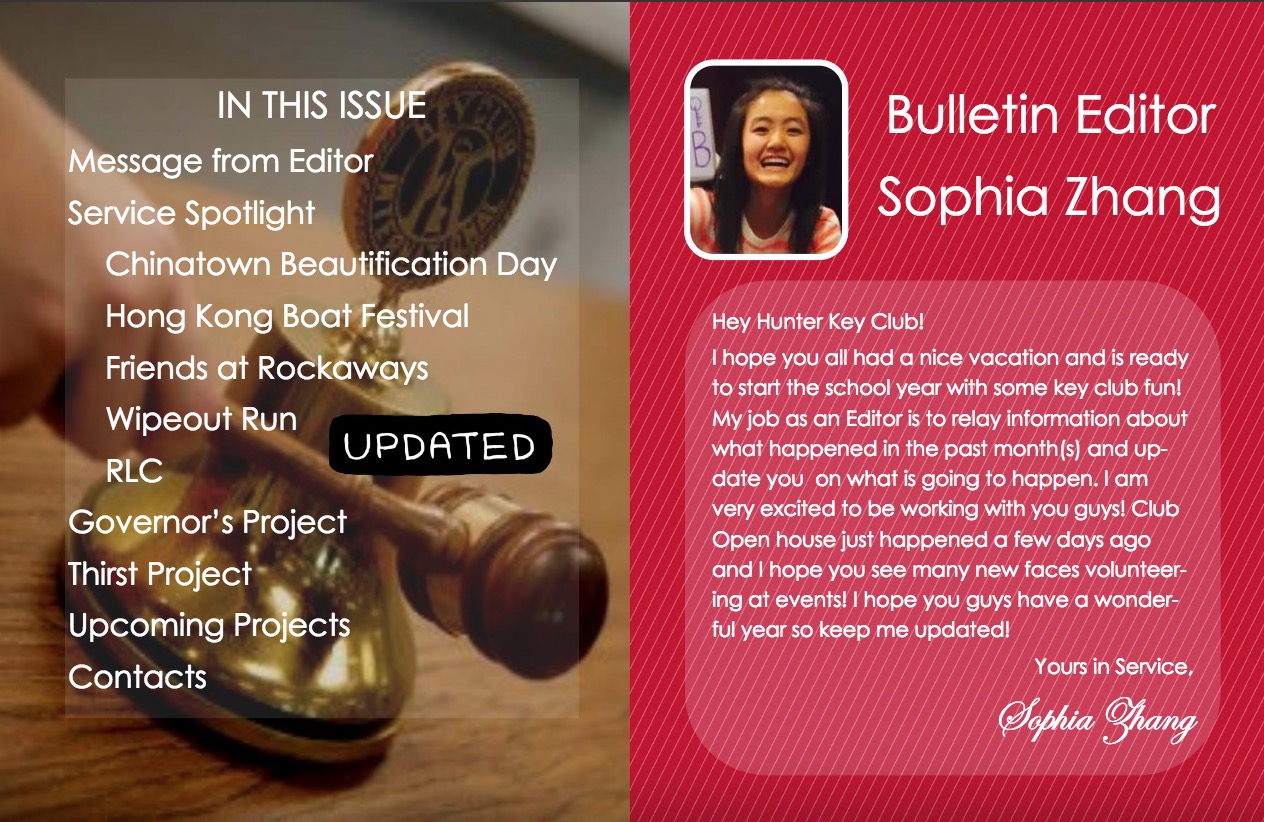 IN THIS ISSUE
Message from Editor
Service Spotlight
Chinatown Beautification Day
Hong Kong Boat Festival
Friends at Rockaways
Wipeout Run
UPDATED
RLC
Governor’s Project
Thirst Project
Upcoming Projects
Contacts
KEY CLUB
INTERNATIONAL
Bulletin Editor
Sophia Zhang
Hey Hunter Key Club!
I hope you all had a nice vacation and is ready
to start the school year with some key club fun!
My job as an Editor is to relay information about
what happened in the past month(s) and up-
date you  on what is going to happen. I am
very excited to be working with you guys! Club
Open house just happened a few days ago
and I hope you see many new faces volunteer-
ing at events! I hope you guys have a wonder-
ful year so keep me updated!
Yours in Service,
Sophia Zhang